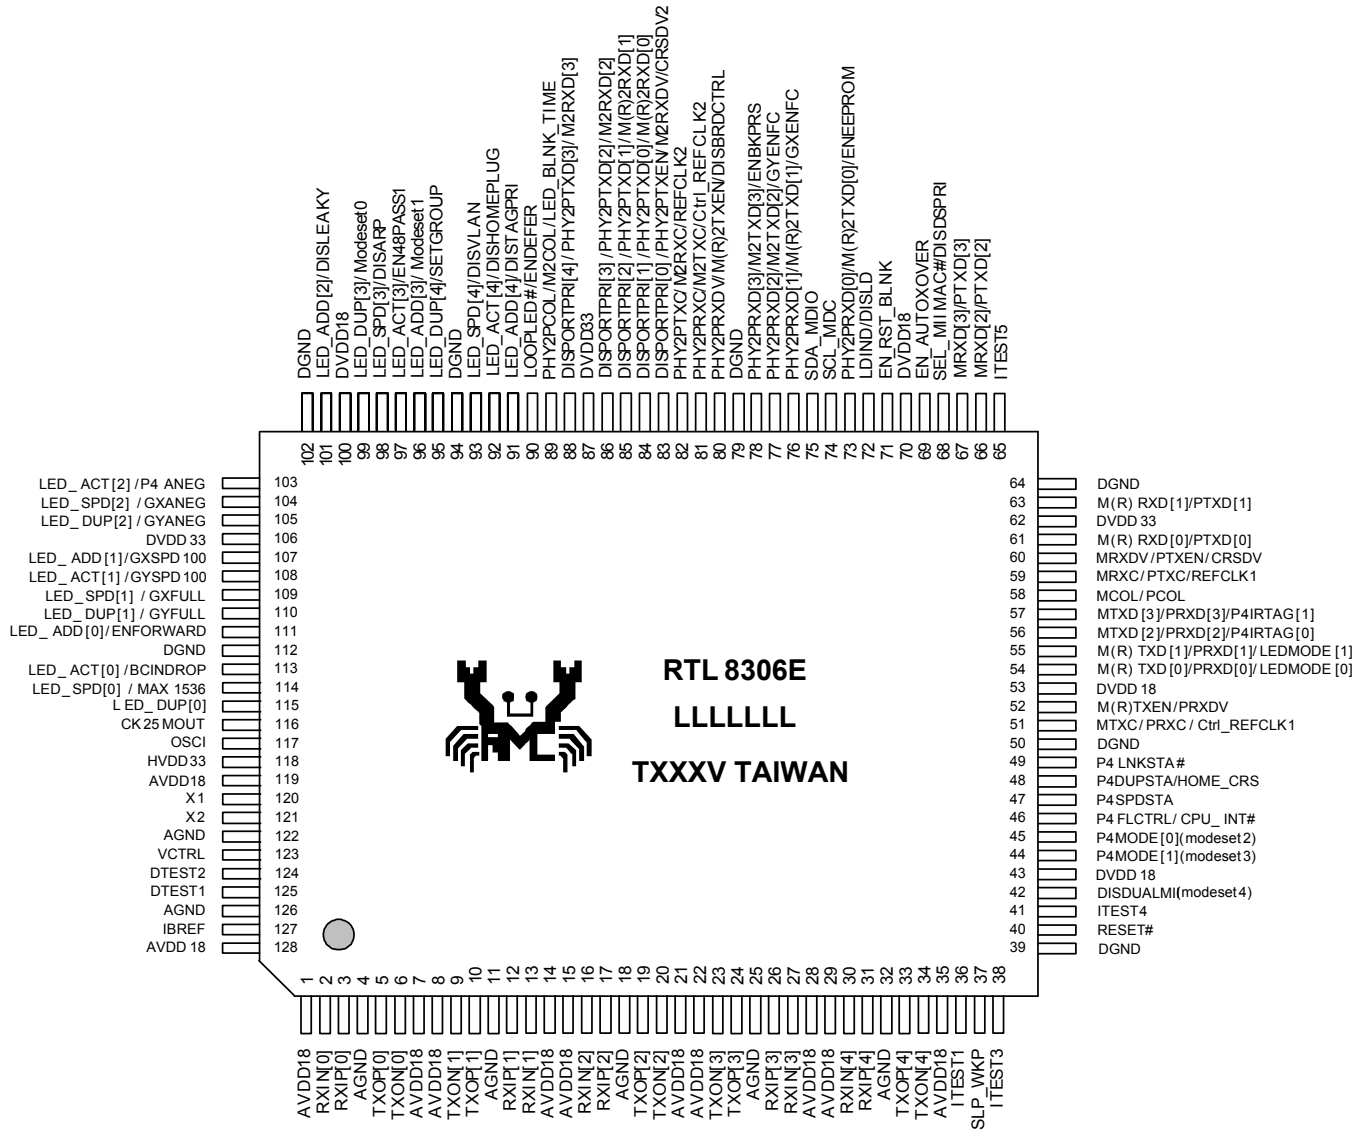 DGND
LED_ADD[2]/DISLEAKY
DVDD18
LED_DUP[3]/Modeset0
LED_SPD[3]/DISARP
LED_ACT[3]/EN48PASS1
LED_ADD[3]/Modeset1
LED_DUP[4]/SETGROUP
DGND
LED_SPD[4]/DISVLAN
LED_ACT[4]/DISHOMEPLUG
LED_ADD[4]/DISTAGPRI
LOOPLED#/ENDEFER
PHY2PCOL/M2COL/LED_BLNK_TIME
DISPORTPRI[4]/PHY2PTXD[3]/M2RXD[3]
DVDD33
DISPORTPRI[3]/PHY2PTXD[2]/M2RXD[2]
DISPORTPRI[2]/PHY2PTXD[1]/M(R)2RXD[1]
DISPORTPRI[1]/PHY2PTXD[0]/M(R)2RXD[0]
DISPORTPRI[0]/PHY2PTXEN/M2RXDV/CRSDV2
PHY2PTXC/M2RXC/REFCLK2
PHY2PRXC/M2TXC/Ctrl_REFCLK2
PHY2PRXDV/M(R)2TXEN/DISBRDCTRL
DGND
PHY2PRXD[3]/M2TXD[3]/ENBKPRS
PHY2PRXD[2]/M2TXD[2]/GYENFC
PHY2PRXD[1]/M(R)2TXD[1]/GXENFC
SDA_MDIO
SCL_MDC
PHY2PRXD[0]/M(R)2TXD[0]/ENEEPROM
LDIND/DISLD
EN_RST_BLNK
DVDD18
EN_AUTOXOVER
SEL_MIIMAC#/DISDSPRI
MRXD[3]/PTXD[3]
MRXD[2]/PTXD[2]
ITEST5
102 101 100 99 98 97 96 95 94 93 92 91 90 89 88 87 86 85 84 83 82 81 80 79 78 77 76 75 74 73 72 71 70 69 68 67 66 65
LED_ACT[2]/P4 ANEG 103
LED_SPD[2] / GXANEG 104
LED_DUP[2] / GYANEG 105
DVDD33 106
LED_ADD[1]/GXSPD100 107
LED_ACT[1]/GYSPD100 108
LED_SPD[1] / GXFULL 109
LED_DUP[1] / GYFULL 110
LED_ADD[0]/ENFORWARD 111
DGND 112
LED_ACT[0] /BCINDROP 113
LED_SPD[0] / MAX 1536 114
LED_DUP[0] 115
CK25MOUT 116
OSCI 117
HVDD33 118
AVDD18 119
X1 120
X2 121
AGND 122
VCTRL 123
DTEST2 124
DTEST1 125
AGND 126
IBREF 127
AVDD 18 128
RTL 8306E
LLLLLLL
TXXXV TAIWAN
64 DGND
63 M(R) RXD[1]/PTXD[1]
62 DVDD 33
61 M(R) RXD[0]/PTXD[0]
60 MRXDV/PTXEN/CRSDV
59 MRXC/PTXC/REFCLK1
58 MCOL/PCOL
57 MTXD[3]/PRXD[3]/P4IRTAG[1]
56 MTXD[2]/PRXD[2]/P4IRTAG[0]
55 M(R) TXD[1]/PRXD[1]/LEDMODE[1]
54 M(R) TXD[0]/PRXD[0]/LEDMODE[0]
53 DVDD 18
52 M(R)TXEN/PRXDV
51 MTXC/PRXC/ Ctrl_REFCLK1
50 DGND
49 P4 LNKSTA#
48 P4DUPSTA/HOME_CRS
47 P4SPDSTA
46 P4 FLCTRL/ CPU_INT#
45 P4MODE[0](modeset2)
44 P4MODE[1](modeset3)
43 DVDD 18
42 DISDUALMI(modeset4)
41 ITEST4
40 RESET#
39 DGND
1 2 3 4 5 6 7 8 9 10 11 12 13 14 15 16 17 18 19 20 21 22 23 24 25 26 27 28 29 30 31 32 33 34 35 36 37 38
AVDD18
RXIN[0]
RXIP[0]
AGND
TXOP[0]
TXON[0]
AVDD18
AVDD18
TXON[1]
TXOP[1]
AGND
RXIP[1]
RXIN[1]
AVDD18
AVDD18
RXIN[2]
RXIP[2]
AGND
TXOP[2]
TXON[2]
AVDD18
AVDD18
TXON[3]
TXOP[3]
AGND
RXIP[3]
RXIN[3]
AVDD18
AVDD18
RXIN[4]
RXIP[4]
AGND
TXOP[4]
TXON[4]
AVDD18
ITEST1
SLP_WKP
ITEST3